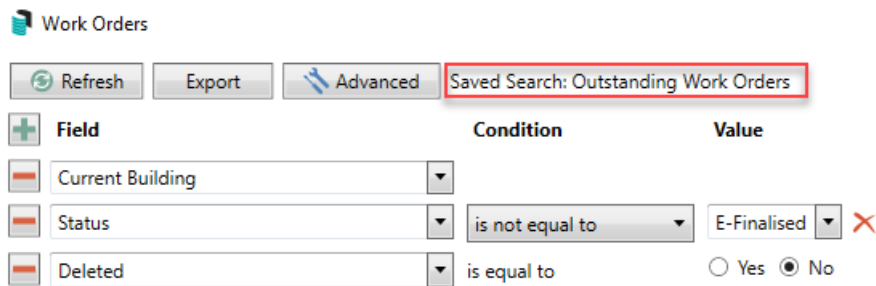 Work Orders
Refresh Export Advanced Saved Search: Outstanding Work Orders
Field Condition Value
Current Building
Status is not equal to E-Finalised
Deleted is equal to Yes No